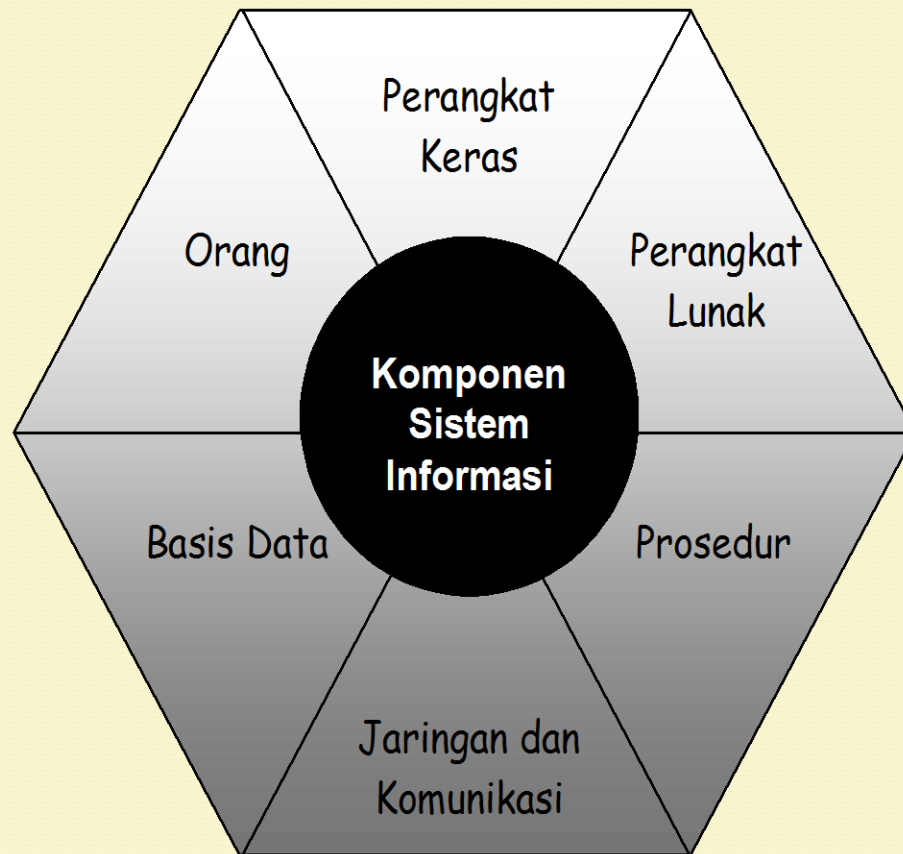 Perangkat
Keras
Orang
Perangkat
Lunak
Komponen
Sistem
Informasi
Basis Data
Prosedur
Jaringan dan
Komunikasi